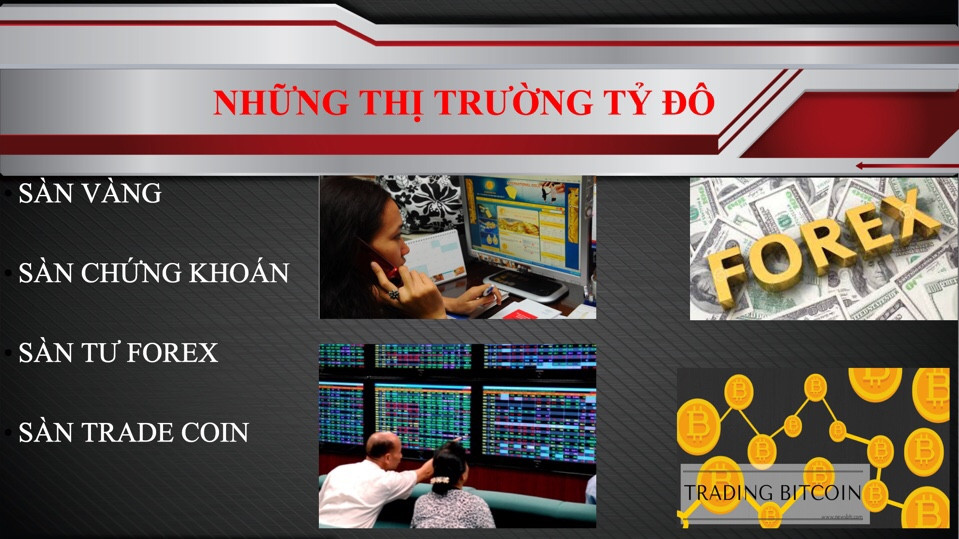 NHỮNG THỊ TRƯỜNG TỶ ĐÔ
• SÀN VÀNG
• SÀN CHỨNG KHOÁN
• SÀN TƯ FOREX
• SÀN TRADE COIN
FOREX
TRADING BITCOIN